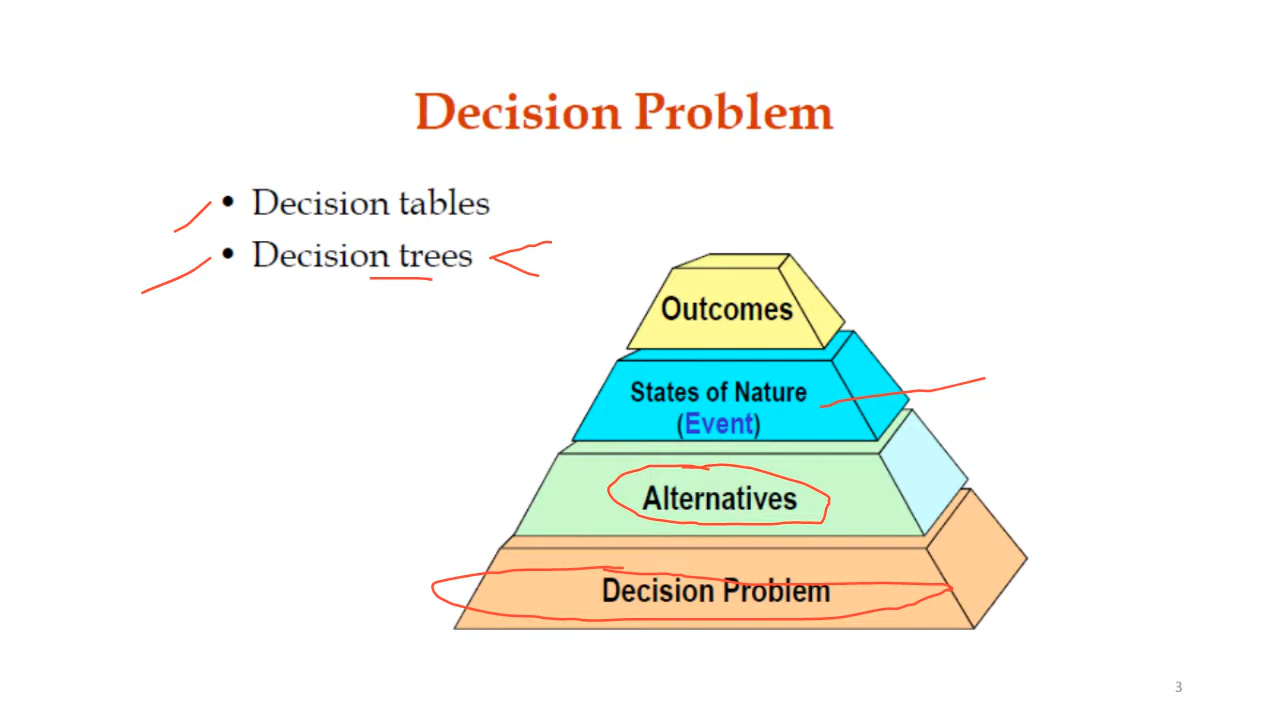 Decision Problem
• Decision tables
• Decision trees
Outcomes
States of Nature
(Event)
Alternatives
Decision Problem
3